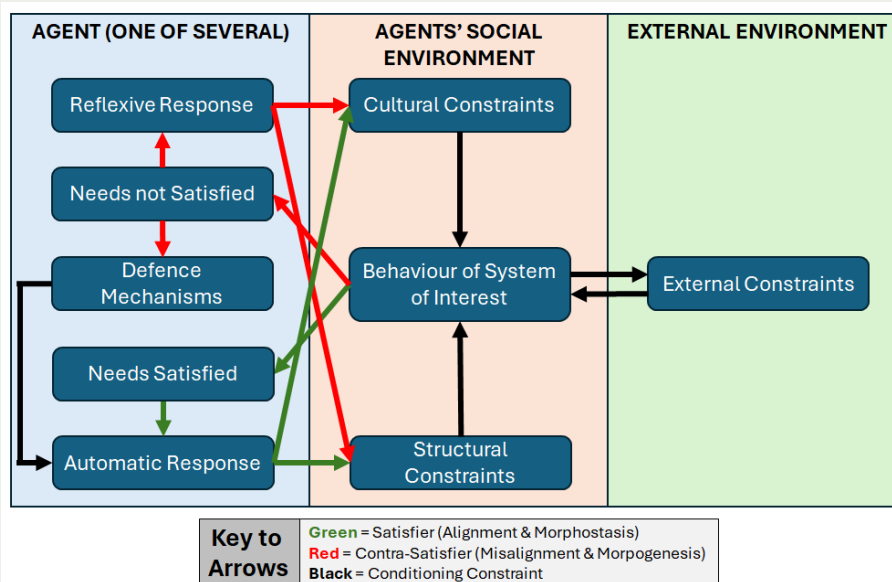 AGENT (ONE OF SEVERAL)
AGENTS' SOCIAL
ENVIRONMENT
EXTERNAL ENVIRONMENT
Reflexive Response
Cultural Constraints
Needs not Satisfied
Defence
Mechanisms
Behaviour of System
of Interest
External Constraints
Needs Satisfied
Automatic Response
Structural
Constraints
Key to
Arrows
Green = Satisfier (Alignment & Morphostasis)
Red = Contra-Satisfier (Misalignment & Morpogenesis)
Black = Conditioning Constraint